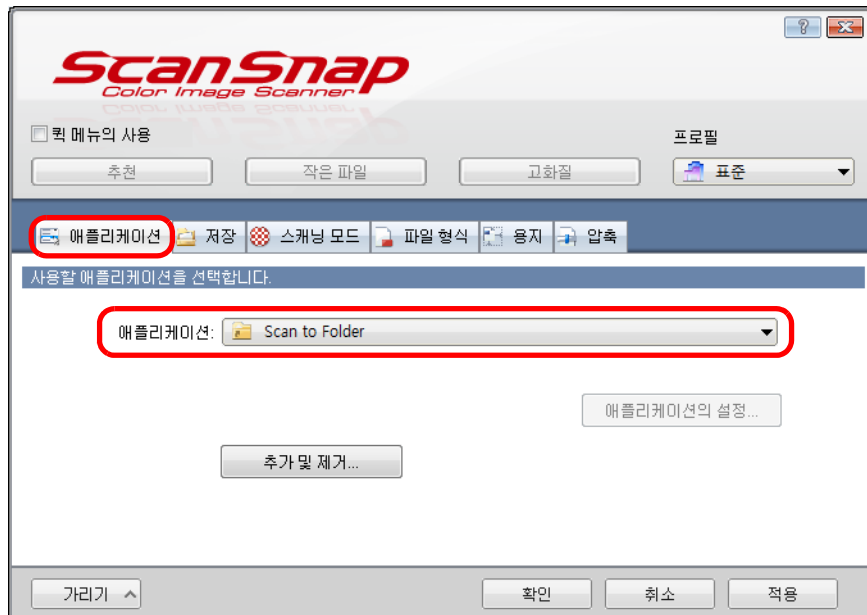 ScanSnap
Color Image Scanner
퀵 메뉴의 사용
프로필
추천 작은 파일 고화질 표준
애플리케이션 저장 스캐닝 모드 파일 형식 용지 압축
사용할 애플리케이션을 선택합니다.
애플리케이션: Scan to Folder
애플리케이션의 설정...
추가 및 제거...
가리기 확인 취소 적용